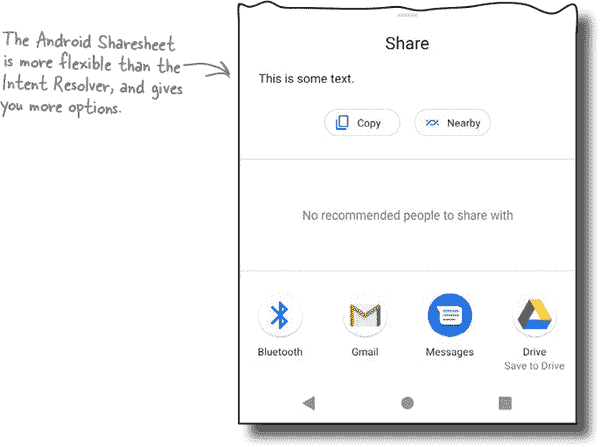 The Android Sharesheet
is more flexible than the
Intent Resolver, and gives
you more options.
Share
This is some text.
Copy Nearby
No recommended people to share with
Bluetooth Gmail Messages Drive
Save to Drive